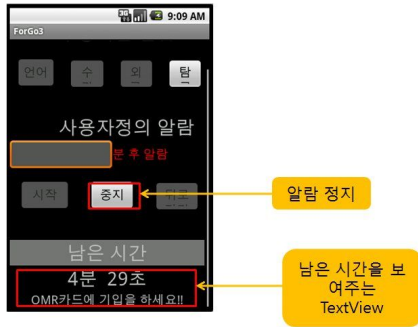 9:09 AM
ForGo3
언어 수 외 탐
사용자정의 알람
분 후 알람
시작 중지 뒤로
알람 정지
남은 시간
4분 29초
OMR카드에 기입을 하세요!!
남은 시간을 보
여주는
TextView